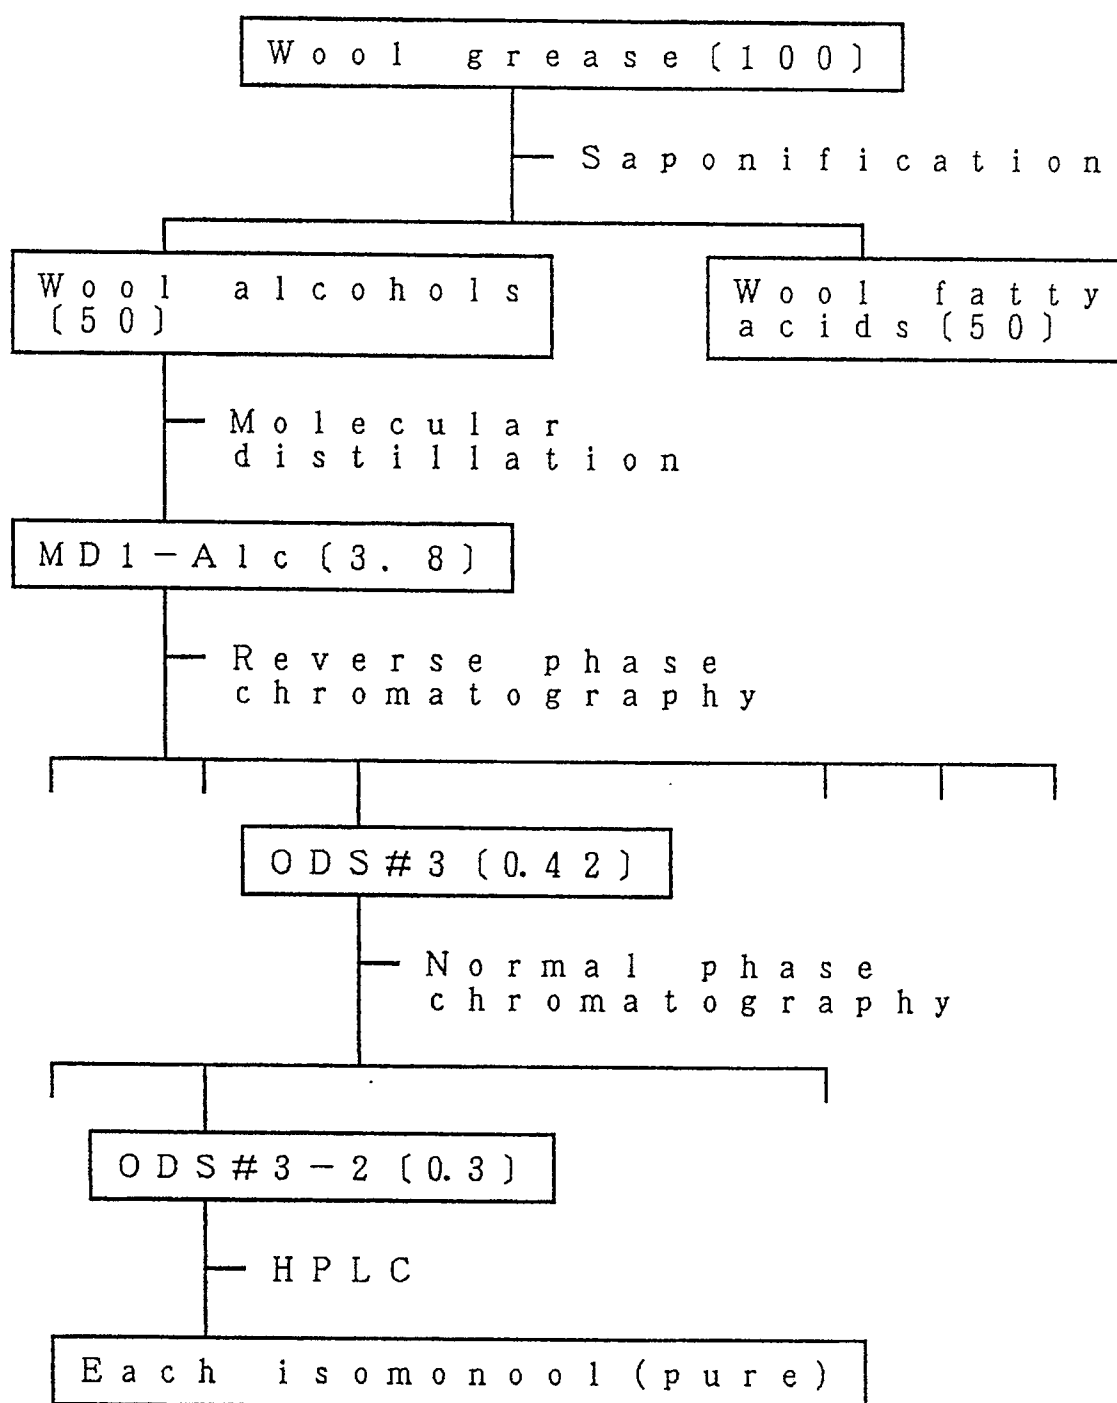 Wool grease(100)
Saponification
Wool alcohols
(50)
Wool fatty
acids(50)
Molecular
distillation
MD1-Alc(3.8)
Reverse phase
chromatography
ODS#3(0.42)
Normal phase
chromatography
ODS#3-2(0.3)
HPLC
Each isomonool(pure)